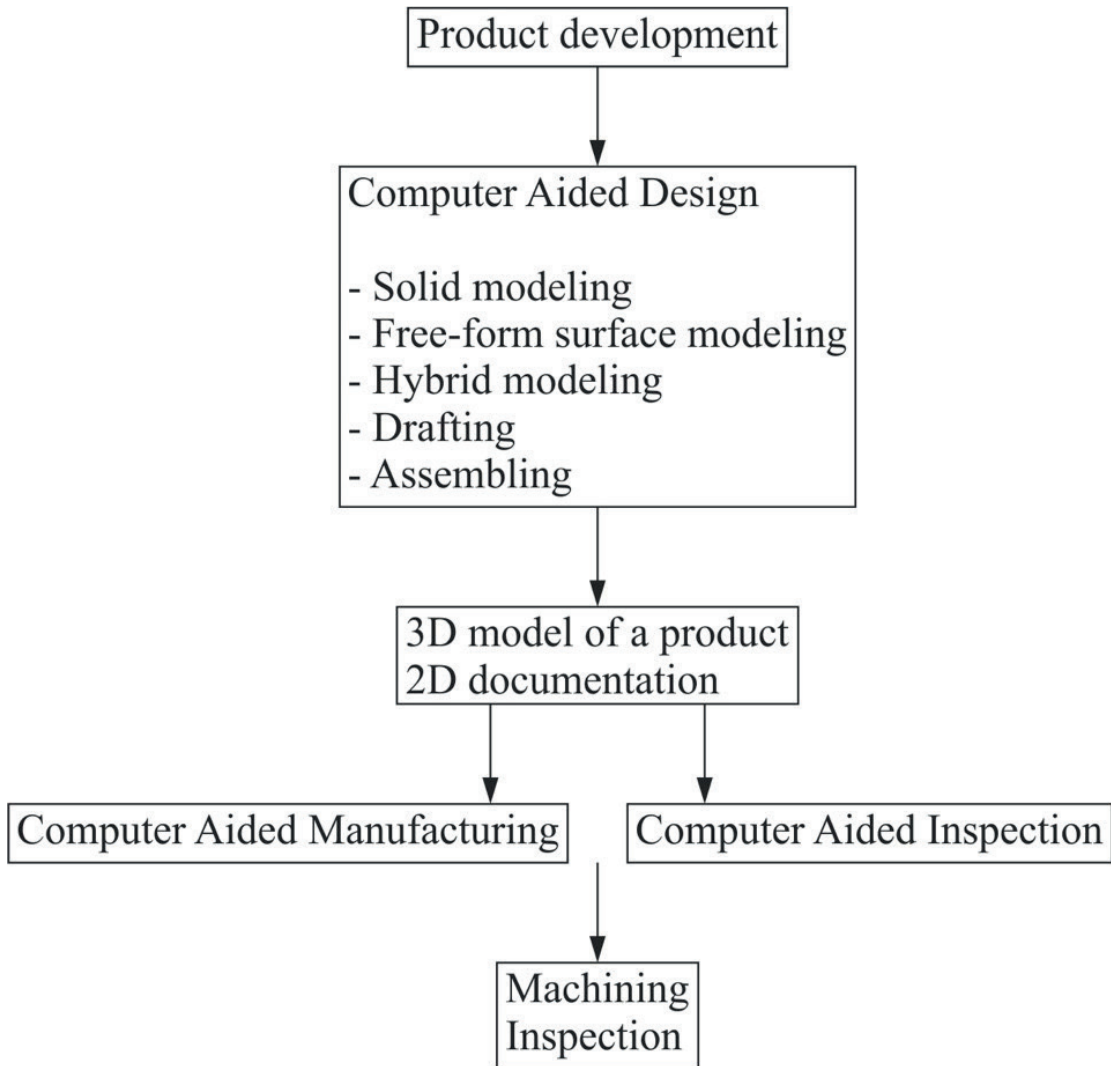 Product development
Computer Aided Design
- Solid modeling
- Free-form surface modeling
- Hybrid modeling
- Drafting
- Assembling
3D model of a product
2D documentation
Computer Aided Manufacturing
Computer Aided Inspection
Machining
Inspection